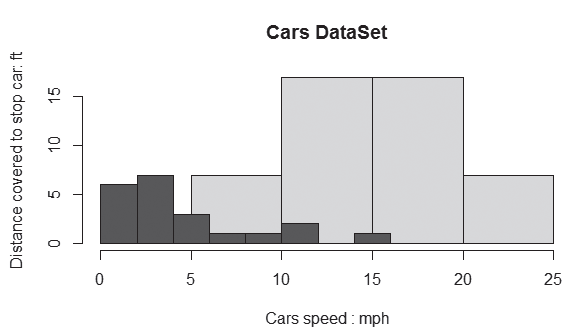 Cars DataSet
Distance covered to stop car: ft
15
10
5
0
0 5 10 15 20 25
Cars speed : mph